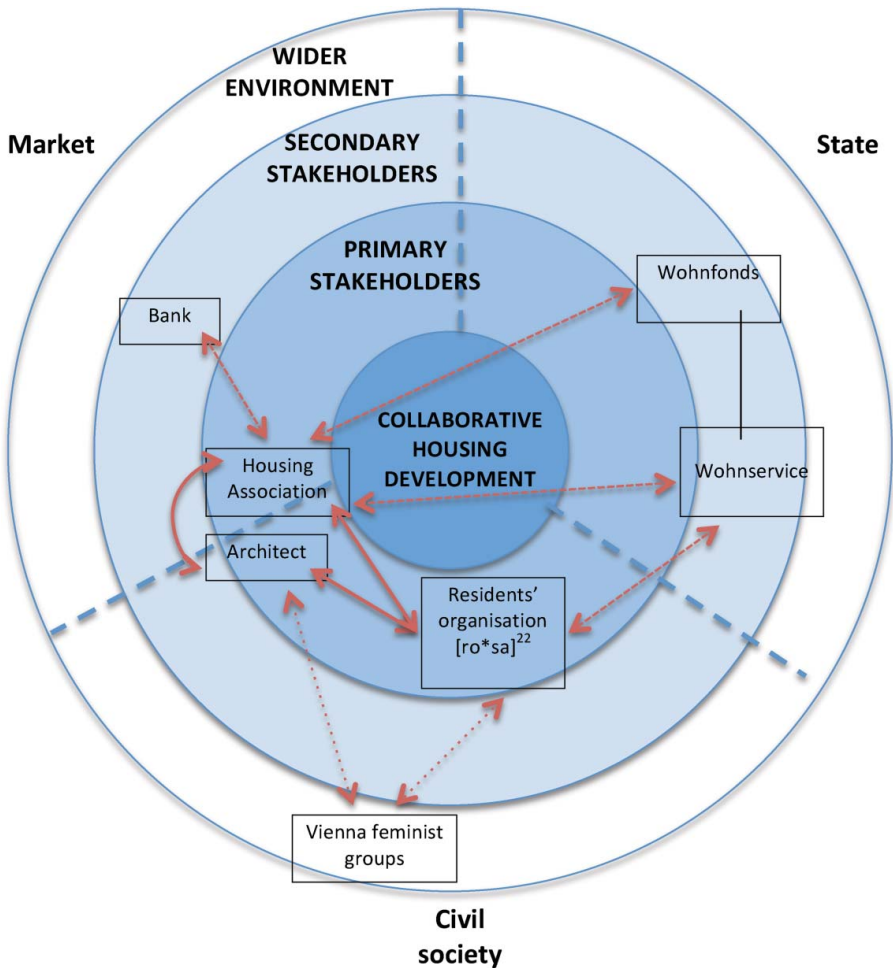 WIDER
ENVIRONMENT
Market
State
SECONDARY
STAKEHOLDERS
PRIMARY
STAKEHOLDERS
Wohnfonds
Bank
COLLABORATIVE
HOUSING
DEVELOPMENT
Housing
Association
Wohnservice
Architect
Residents'
organisation
[ro*sa]22
Vienna feminist
groups
Civil
society